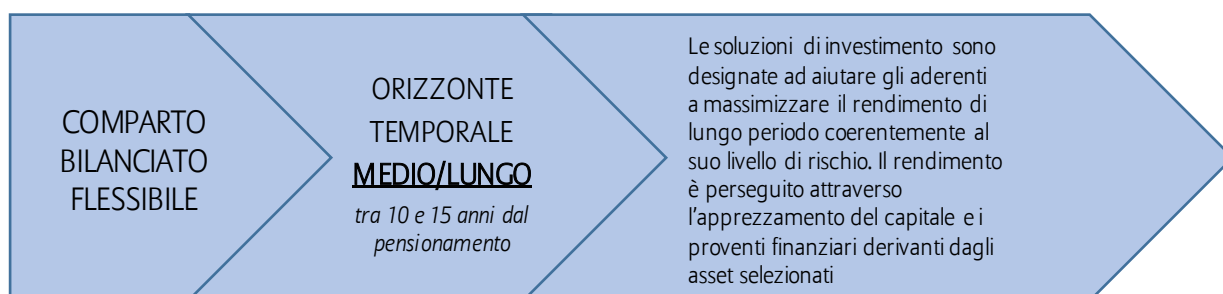 COMPARTO
BILANCIATO
FLESSIBILE
ORIZZONTE
TEMPORALE
MEDIO/LUNGO
tra 10 e 15 anni dal
pensionamento
Le soluzioni di investimento sono
designate ad aiutare gli aderenti
a massimizzare il rendimento di
lungo periodo coerentemente al
suo livello di rischio. Il rendimento
è perseguito attraverso
l'apprezzamento del capitale e i
proventi finanziari derivanti dagli
asset selezionati